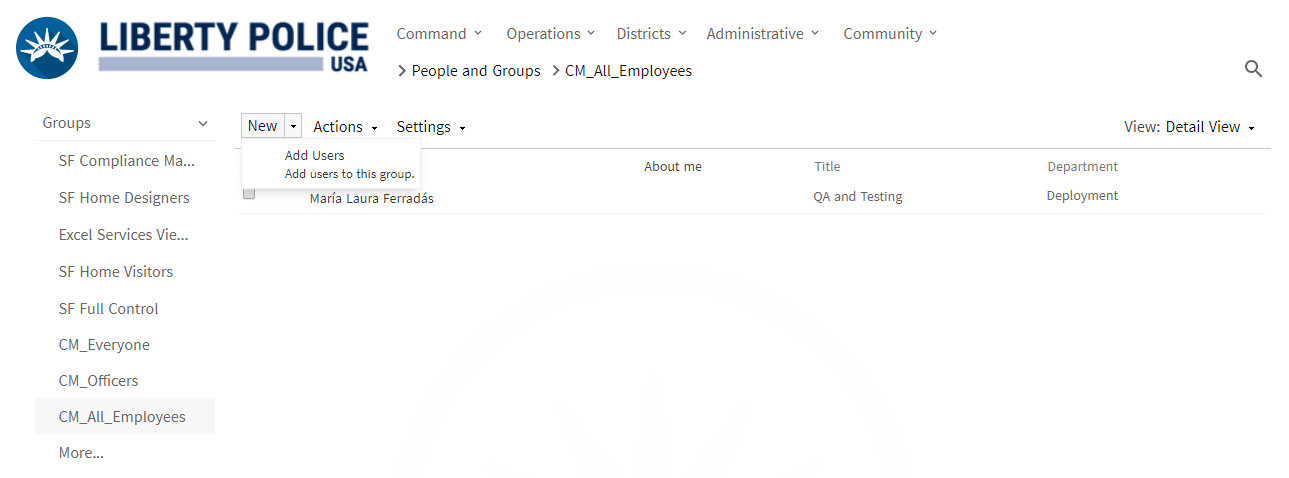 LIBERTY POLICE
USA
Command Operations Districts Administrative Community
People and Groups CM_All_Employees
Groups
SF Compliance Ma...
SF Home Designers
Excel Services Vie...
SF Home Visitors
SF Full Control
CM_Everyone
CM_Officers
CM_All_Employees
More...
New Actions Settings View: Detail View
Add Users
Add users to this group.
About me Title Department
María Laura Ferradás QA and Testing Deployment